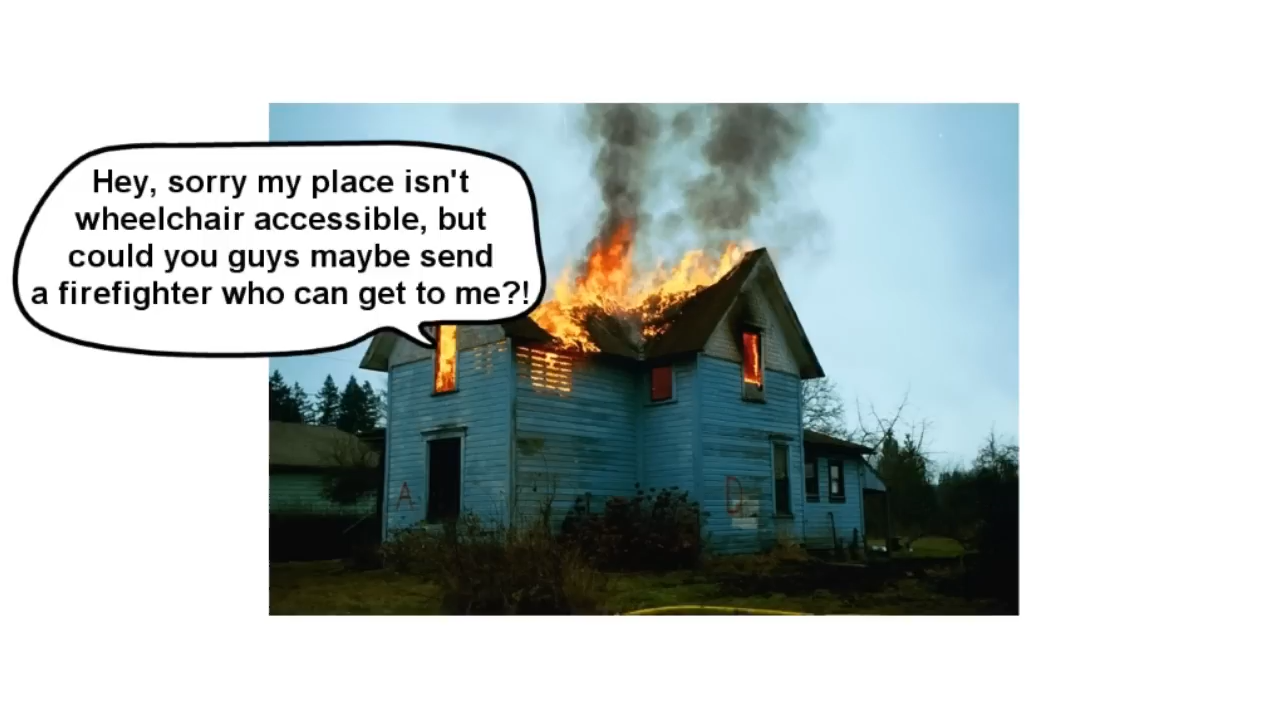 Hey, sorry my place isn't
wheelchair accessible, but
could you guys maybe send
a firefighter who can get to me?!
A
D